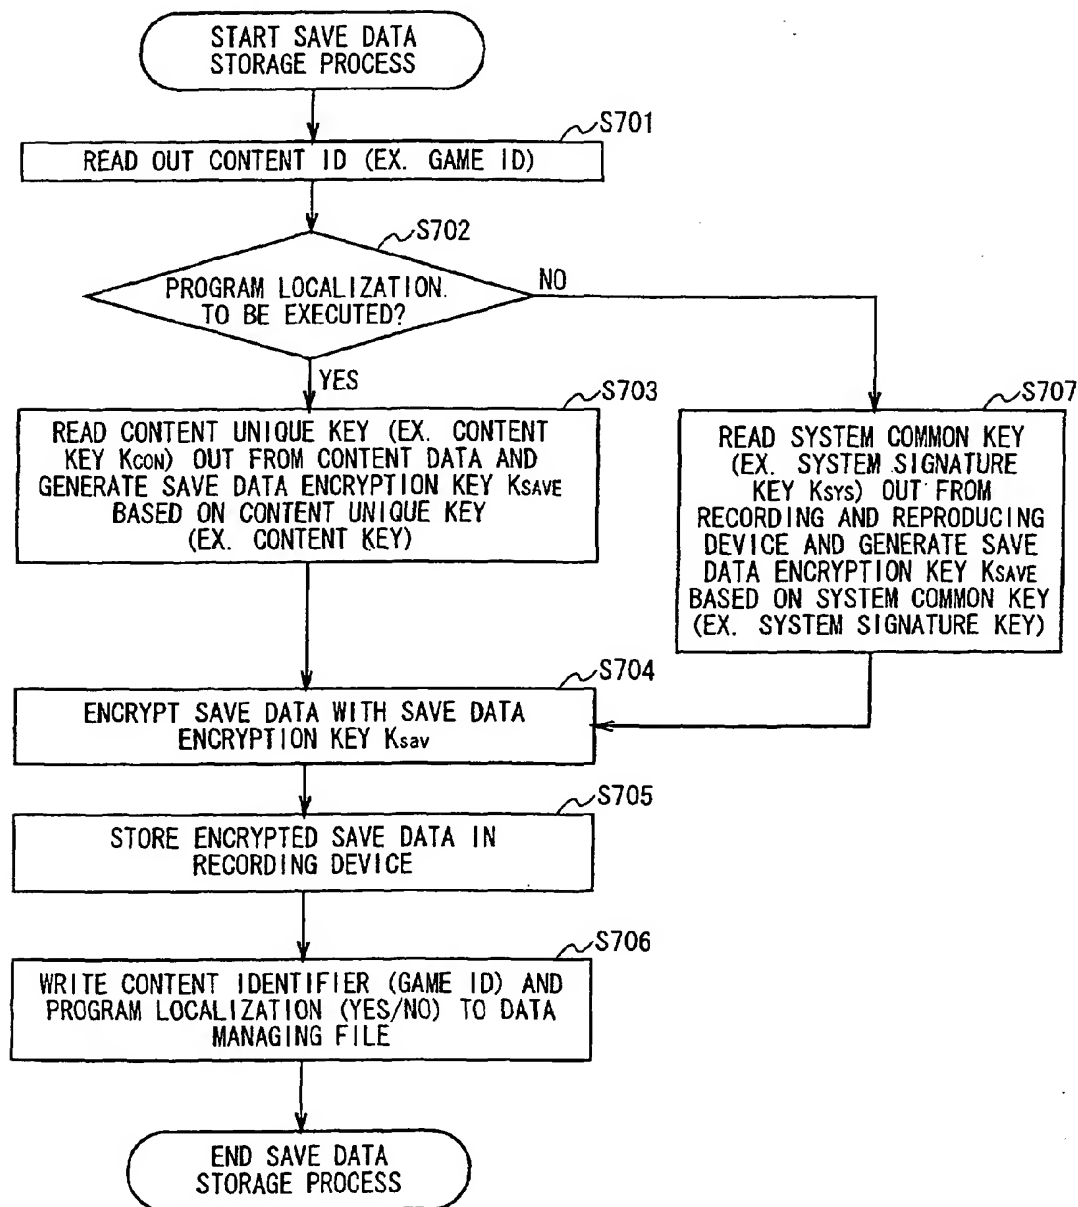 START SAVE DATA
STORAGE PROCESS
S701
READ OUT CONTENT ID (EX. GAME ID)
S702
PROGRAM LOCALIZATION.
TO BE EXECUTED?
NO
YES
S703
READ CONTENT UNIQUE KEY (EX. CONTENT
KEY KCON) OUT FROM CONTENT DATA AND
GENERATE SAVE DATA ENCRYPTION KEY KSAVE
BASED ON CONTENT UNIQUE KEY
(EX. CONTENT KEY)
S707
READ SYSTEM COMMON KEY
(EX. SYSTEM SIGNATURE
KEY KSYS) OUT FROM
RECORDING AND REPRODUCING
DEVICE AND GENERATE SAVE
DATA ENCRYPTION KEY KSAVE
BASED ON SYSTEM COMMON KEY
(EX. SYSTEM SIGNATURE KEY)
S704
ENCRYPT SAVE DATA WITH SAVE DATA
ENCRYPTION KEY Ksav
S705
STORE ENCRYPTED SAVE DATA IN
RECORDING DEVICE
S706
WRITE CONTENT IDENTIFIER (GAME ID) AND
PROGRAM LOCALIZATION (YES/NO) TO DATA
MANAGING FILE
END SAVE DATA
STORAGE PROCESS